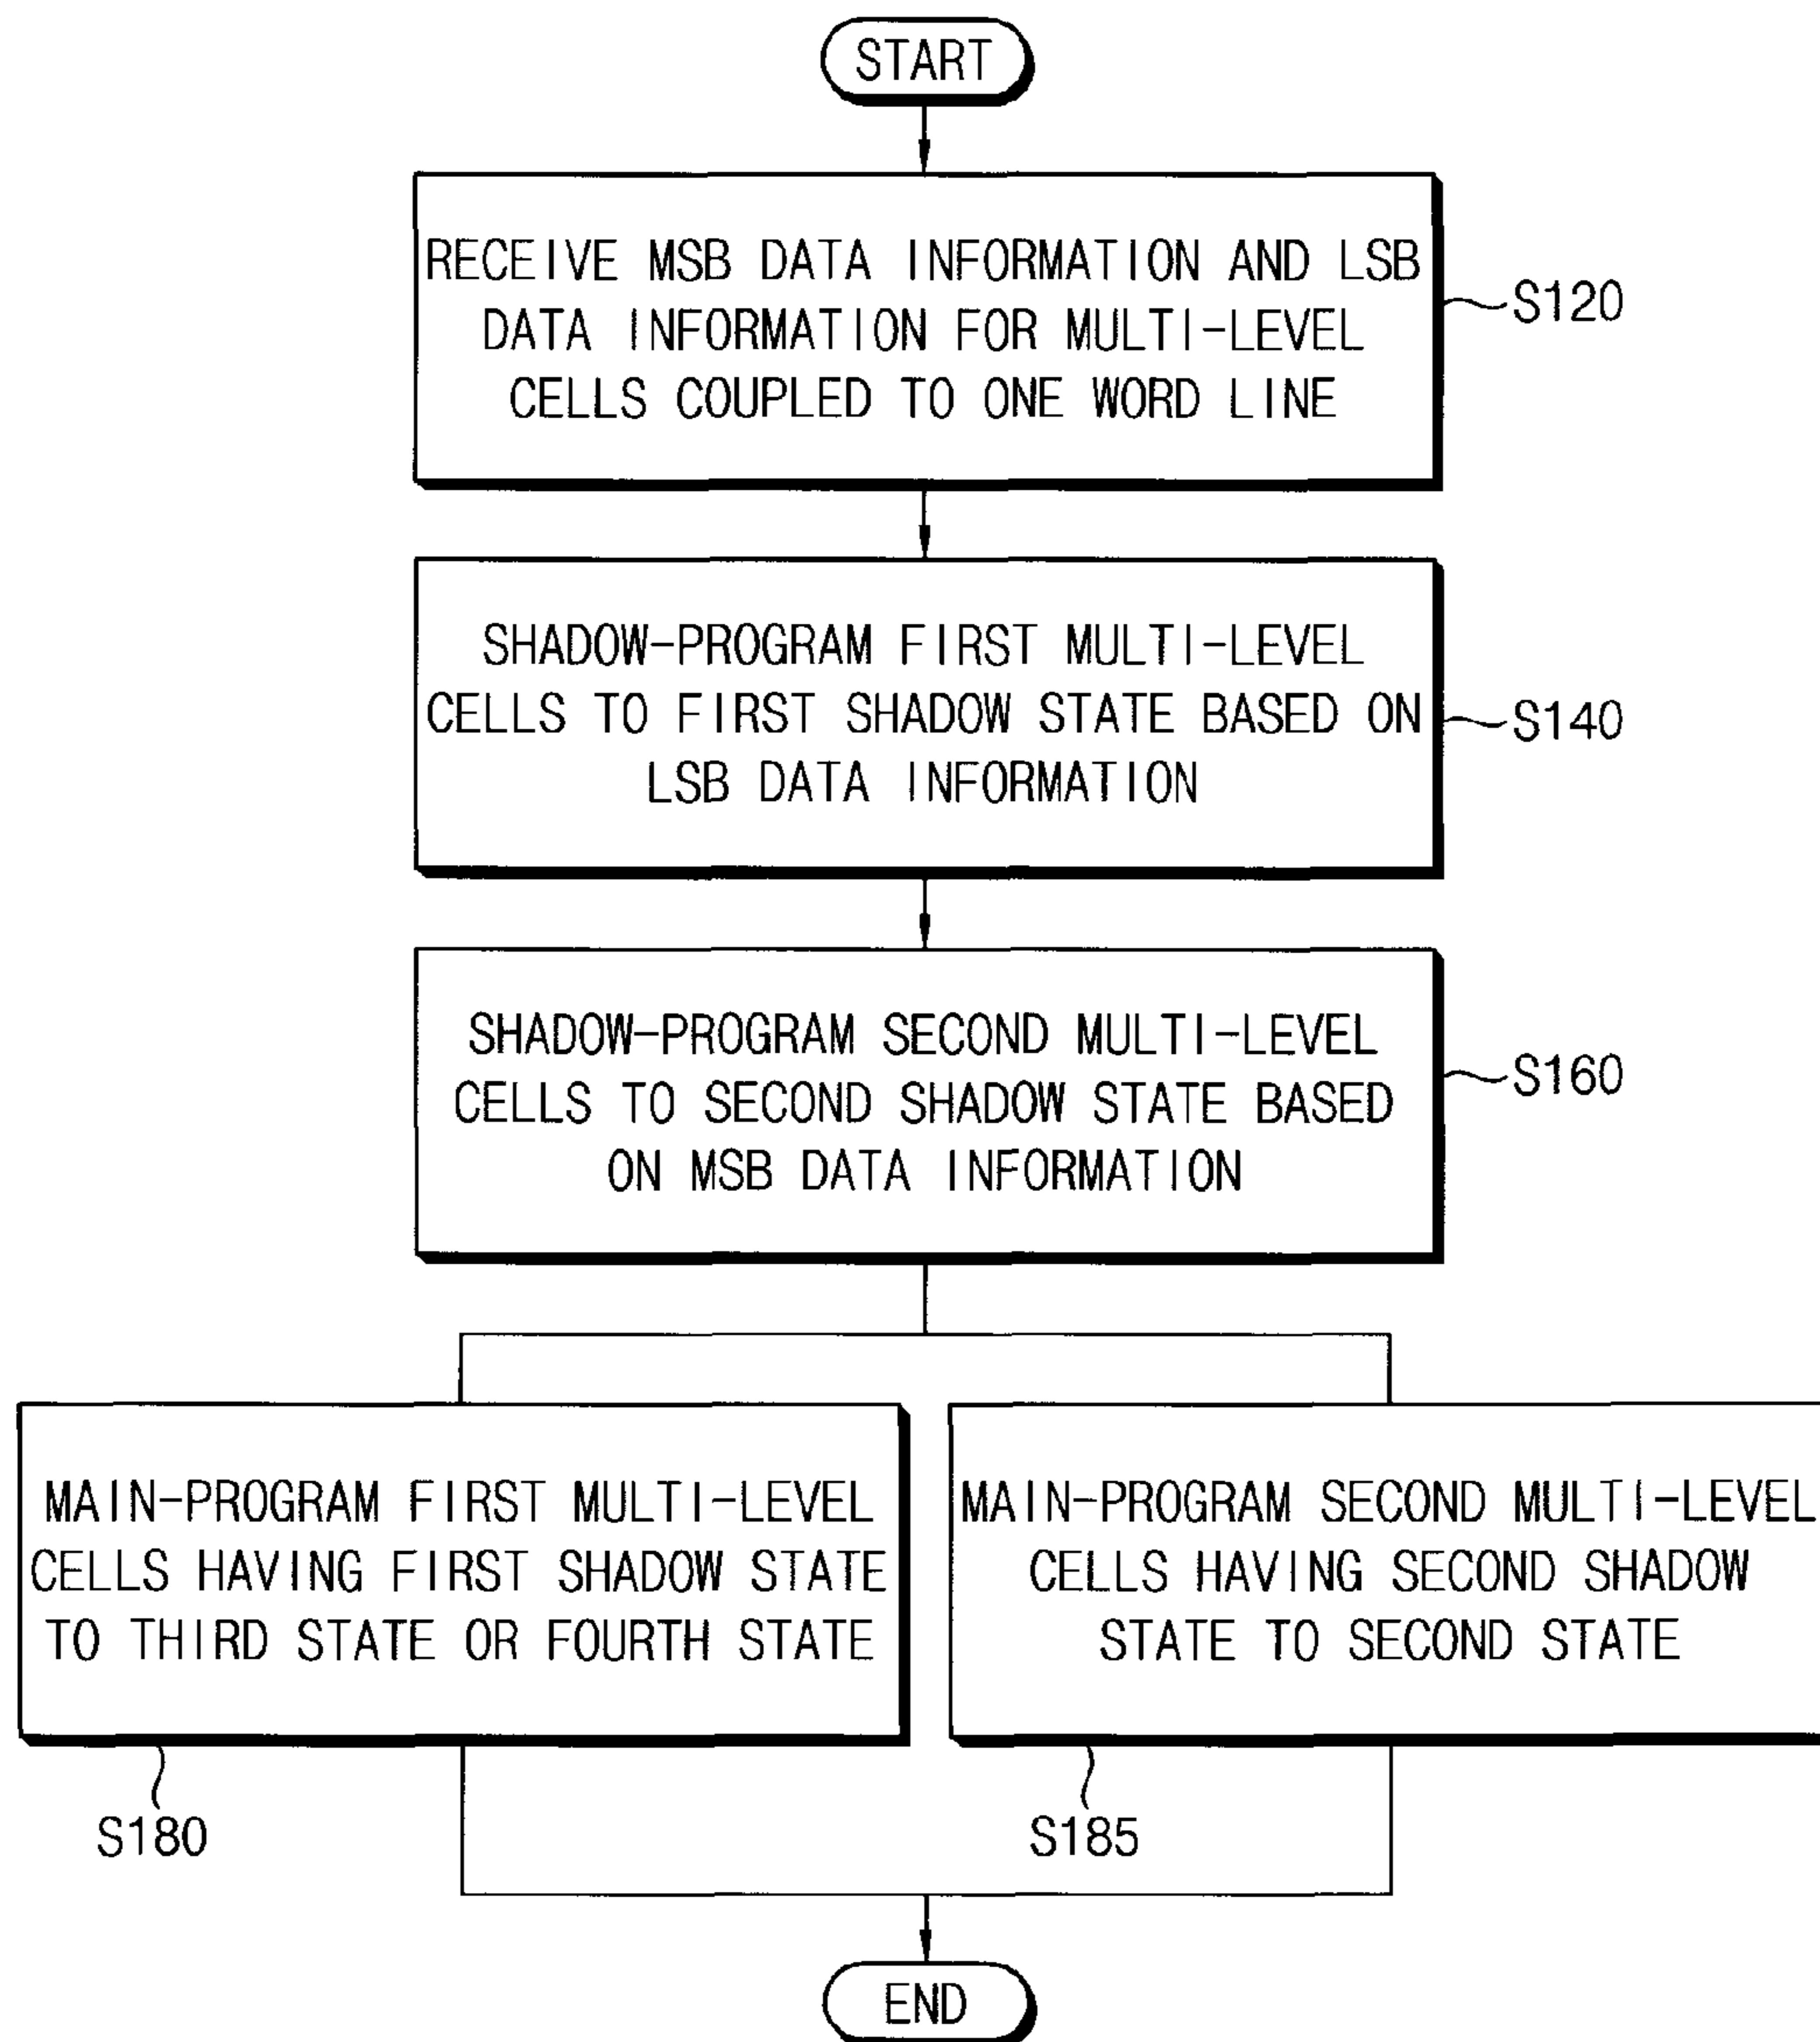 START
RECEIVE MSB DATA INFORMATION AND LSB
DATA INFORMATION FOR MULTI-LEVEL
CELLS COUPLED TO ONE WORD LINE
S120
SHADOW-PROGRAM FIRST MULTI-LEVEL
CELLS TO FIRST SHADOW STATE BASED ON
LSB DATA INFORMATION
S140
SHADOW-PROGRAM SECOND MULTI-LEVEL
CELLS TO SECOND SHADOW STATE BASED
ON MSB DATA INFORMATION
S160
MAIN-PROGRAM FIRST MULTI-LEVEL
CELLS HAVING FIRST SHADOW STATE
TO THIRD STATE OR FOURTH STATE
S180
MAIN-PROGRAM SECOND MULTI-LEVEL
CELLS HAVING SECOND SHADOW
STATE TO SECOND STATE
S185
END